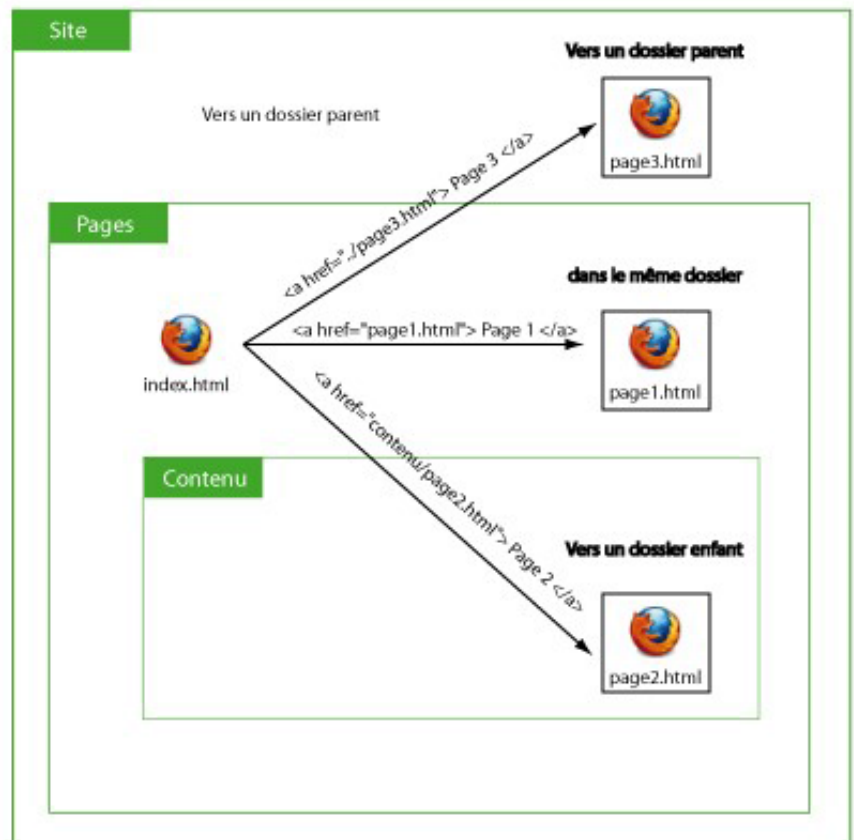 Site
Vers un dossier parent
Vers un dossier parent
page3.html
<a href="../page3.html"> Page 3 </a>
Pages
dans le même dossier
<a href="page1.html"> Page 1 </a>
index.html
page1.html
<a href="contenu/page2.html"> Page 2 </a>
Contenu
Vers un dossier enfant
page2.html